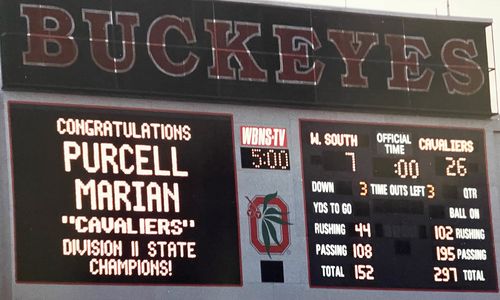 BUCKEYES
CONGRATULATIONS
PURCELL
MARIAN
"CAVALIERS"
DIVISION II STATE
CHAMPIONS!
WBNS-TV
5:00
W. SOUTH OFFICIAL TIME CAVALIERS
7 :00 26
DOWN 3 TIME OUTS LEFT 3 QTR
YDS TO GO BALL ON
RUSHING 44 102 RUSHING
PASSING 108 195 PASSING
TOTAL 152 297 TOTAL